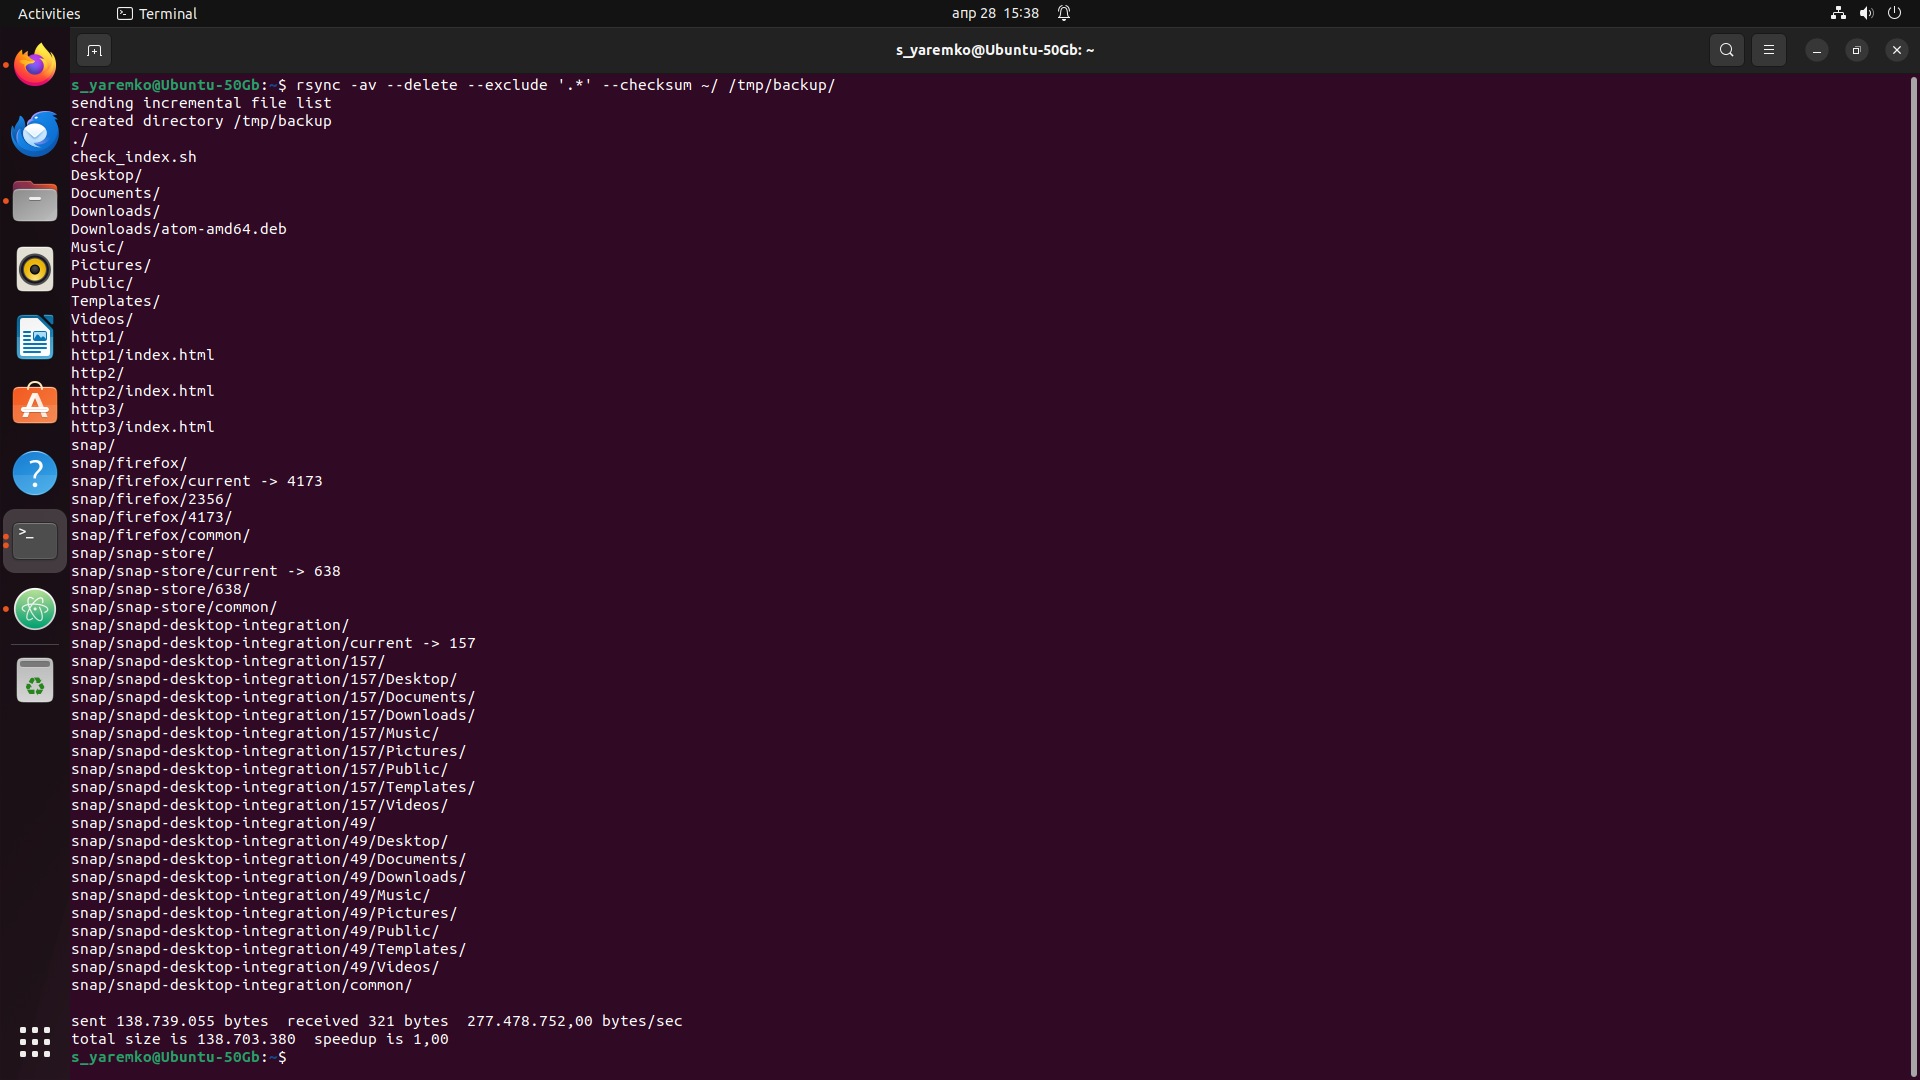 Activities
Terminal
апр 28 15:38
s_yaremko@Ubuntu-50Gb: ~
s_yaremko@Ubuntu-50Gb:~$ rsync -av --delete --exclude '.*' --checksum ~/ /tmp/backup/
sending incremental file list
created directory /tmp/backup
./
check_index.sh
Desktop/
Documents/
Downloads/
Downloads/atom-amd64.deb
Music/
Pictures/
Public/
Templates/
Videos/
http1/
http1/index.html
http2/
http2/index.html
http3/
http3/index.html
snap/
snap/firefox/
snap/firefox/current -> 4173
snap/firefox/2356/
snap/firefox/4173/
snap/firefox/common/
snap/snap-store/
snap/snap-store/current -> 638
snap/snap-store/638/
snap/snap-store/common/
snap/snapd-desktop-integration/
snap/snapd-desktop-integration/current -> 157
snap/snapd-desktop-integration/157/
snap/snapd-desktop-integration/157/Desktop/
snap/snapd-desktop-integration/157/Documents/
snap/snapd-desktop-integration/157/Downloads/
snap/snapd-desktop-integration/157/Music/
snap/snapd-desktop-integration/157/Pictures/
snap/snapd-desktop-integration/157/Public/
snap/snapd-desktop-integration/157/Templates/
snap/snapd-desktop-integration/157/Videos/
snap/snapd-desktop-integration/49/
snap/snapd-desktop-integration/49/Desktop/
snap/snapd-desktop-integration/49/Documents/
snap/snapd-desktop-integration/49/Downloads/
snap/snapd-desktop-integration/49/Music/
snap/snapd-desktop-integration/49/Pictures/
snap/snapd-desktop-integration/49/Public/
snap/snapd-desktop-integration/49/Templates/
snap/snapd-desktop-integration/49/Videos/
snap/snapd-desktop-integration/common/
sent 138.739.055 bytes  received 321 bytes  277.478.752,00 bytes/sec
total size is 138.703.380  speedup is 1,00
s_yaremko@Ubuntu-50Gb:~$